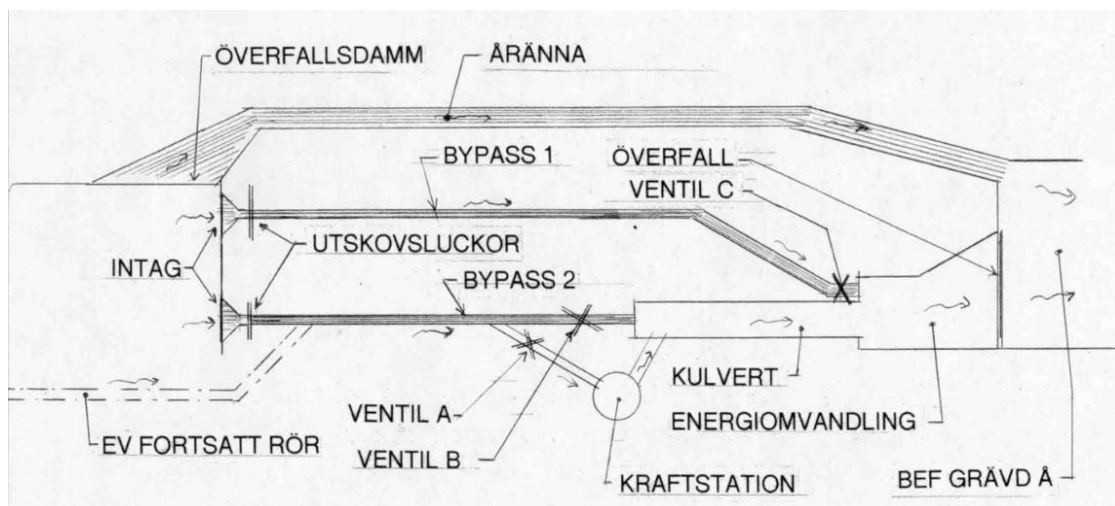 ÖVERFALLSDAMM
ÅRÄNNA
BYPASS 1
ÖVERFALL
VENTIL C
UTSKOVSLUCKOR
INTAG
BYPASS 2
KULVERT
VENTIL A
ENERGIOMVANDLING
EV FORTSATT RÖR
VENTIL B
KRAFTSTATION
BEF GRÄVD Å